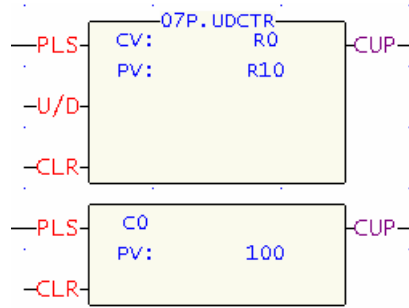 07P.UDCTR
PLS CV: R0 CUP
PV: R10
U/D
CLR
PLS C0 CUP
PV: 100
CLR